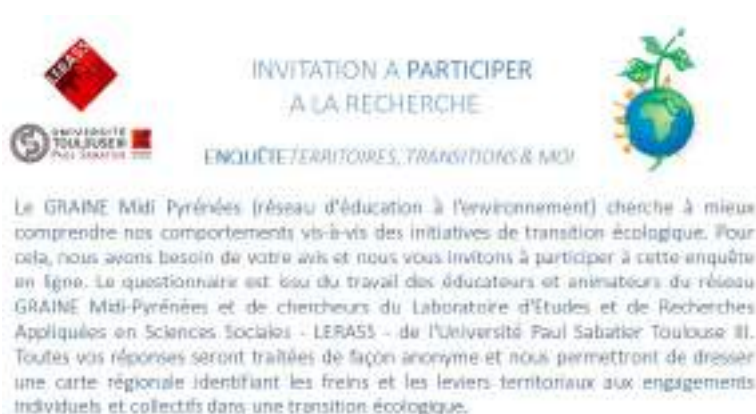 LERASS
UNIVERSITÉ
TOULOUSE III
PAUL SABATIER
INVITATION A PARTICIPER
A LA RECHERCHE
ENQUÊTE TERRITOIRES, TRANSITIONS & MOI
Le GRAINE Midi Pyrénées (réseau d'éducation à l'environnement) cherche à mieux
comprendre nos comportements vis-à-vis des initiatives de transition écologique. Pour
cela, nous avons besoin de votre avis et nous vous invitons à participer à cette enquête
en ligne. Le questionnaire est issu du travail des éducateurs et animateurs du réseau
GRAINE Midi-Pyrénées et de chercheurs du Laboratoire d'Etudes et de Recherches
Appliquées en Sciences Sociales - LERASS - de l'Université Paul Sabatier Toulouse III.
Toutes vos réponses seront traitées de façon anonyme et nous permettront de dresser
une carte régionale identifiant les freins et les leviers territoriaux aux engagements
individuels et collectifs dans une transition écologique.